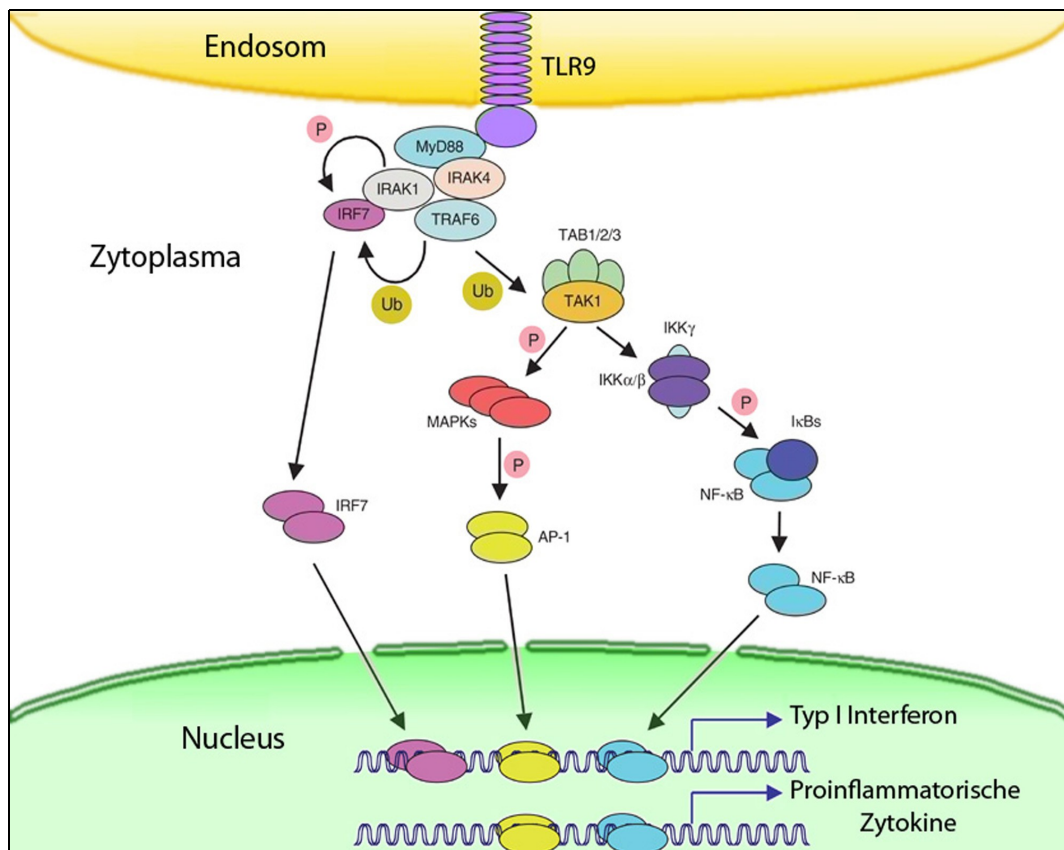 Endosom
TLR9
P
MyD88
IRAK4
IRAK1
IRF7
TRAF6
Zytoplasma
Ub
Ub
TAB1/2/3
TAK1
P
IKKγ
IKKα/β
MAPKs
P
IκBs
P
NF-κB
IRF7
AP-1
NF-κB
Nucleus
Typ I Interferon
Proinflammatorische
Zytokine